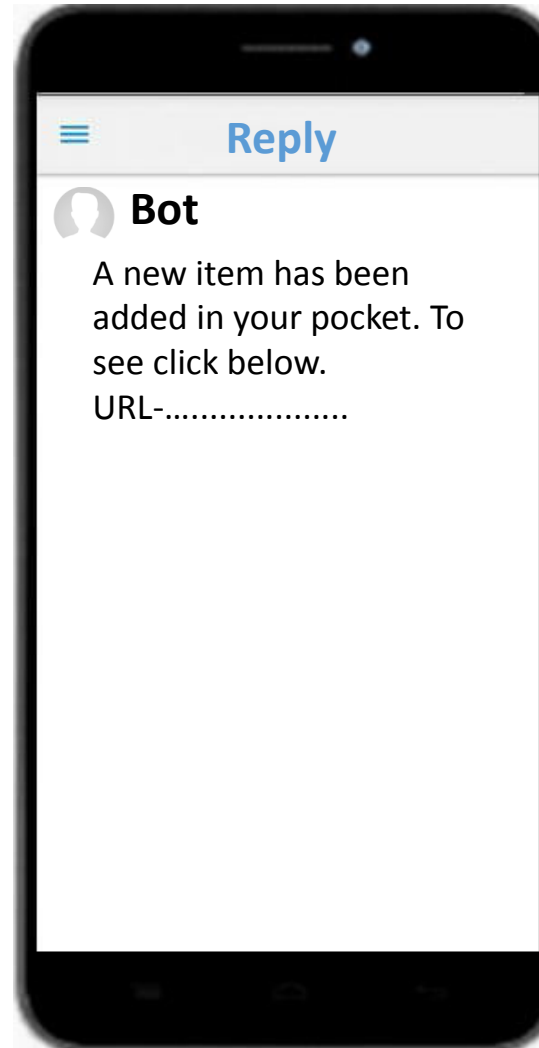 Reply
Bot
A new item has been
added in your pocket. To
see click below.
URL-....................